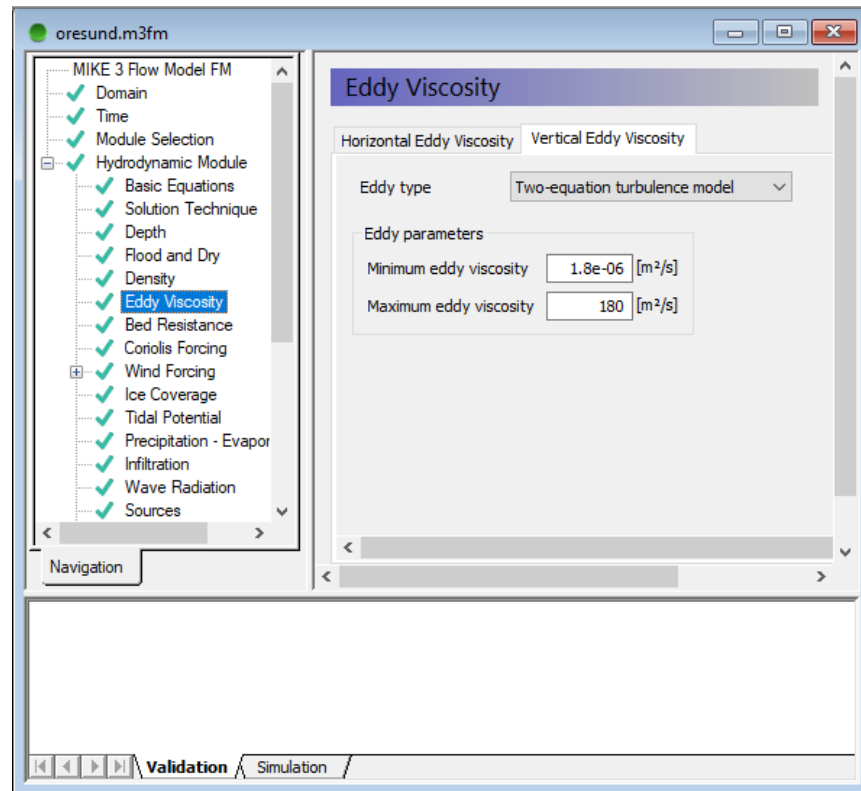 oresund.m3fm
MIKE 3 Flow Model FM
Domain
Time
Module Selection
Hydrodynamic Module
Basic Equations
Solution Technique
Depth
Flood and Dry
Density
Eddy Viscosity
Bed Resistance
Coriolis Forcing
Wind Forcing
Ice Coverage
Tidal Potential
Precipitation - Evapor
Infiltration
Wave Radiation
Sources
Navigation
Eddy Viscosity
Horizontal Eddy Viscosity
Vertical Eddy Viscosity
Eddy type
Two-equation turbulence model
Eddy parameters
Minimum eddy viscosity 1.8e-06 [m²/s]
Maximum eddy viscosity 180 [m²/s]
Validation
Simulation